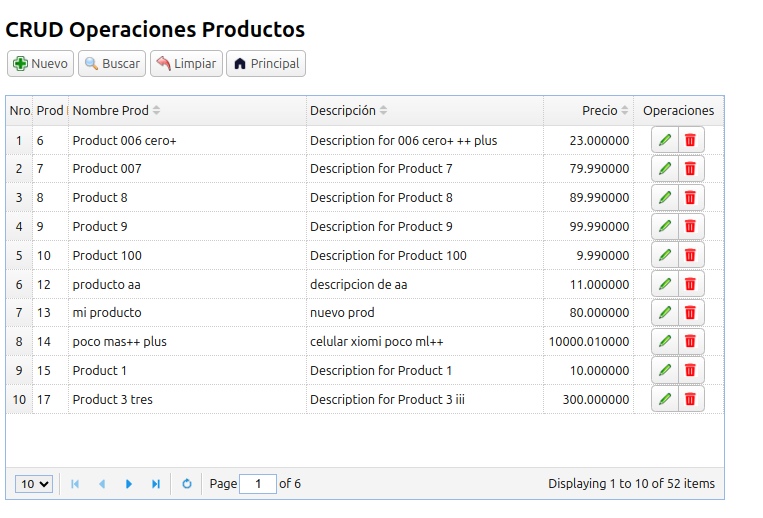 CRUD Operaciones Productos
Nuevo Buscar Limpiar Principal
Nro. Prod Nombre Prod Descripción Precio Operaciones
1 6 Product 006 cero+ Description for 006 cero+ ++ plus 23.000000
2 7 Product 007 Description for Product 7 79.990000
3 8 Product 8 Description for Product 8 89.990000
4 9 Product 9 Description for Product 9 99.990000
5 10 Product 100 Description for Product 100 9.990000
6 12 producto aa descripcion de aa 11.000000
7 13 mi producto nuevo prod 80.000000
8 14 poco mas++ plus celular xiomi poco ml++ 10000.010000
9 15 Product 1 Description for Product 1 10.000000
10 17 Product 3 tres Description for Product 3 iii 300.000000
10 Page 1 of 6 Displaying 1 to 10 of 52 items